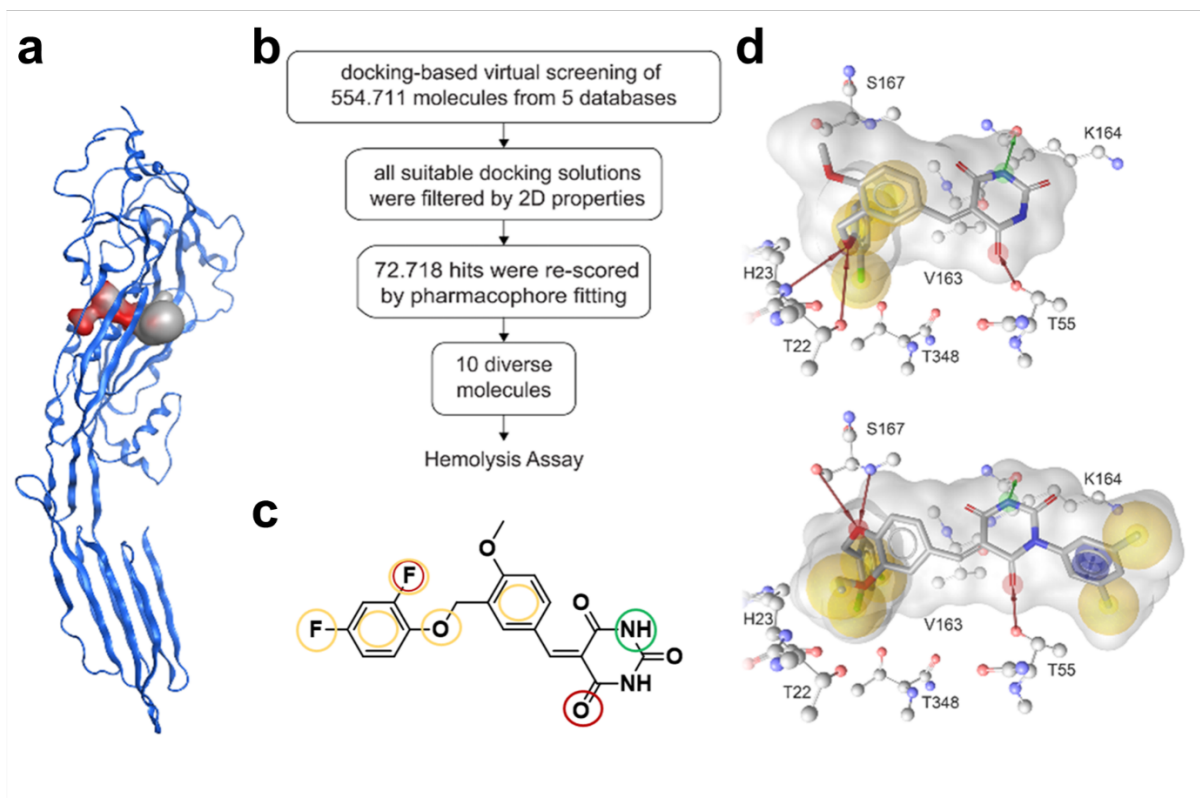 a
b
docking-based virtual screening of
554.711 molecules from 5 databases
all suitable docking solutions
were filtered by 2D properties
72.718 hits were re-scored
by pharmacophore fitting
10 diverse
molecules
Hemolysis Assay
c
F
F
O
O
O
NH
O
NH
O
d
S167
K164
H23
V163
T22
T348
T55
S167
K164
H23
V163
T22
T348
T55